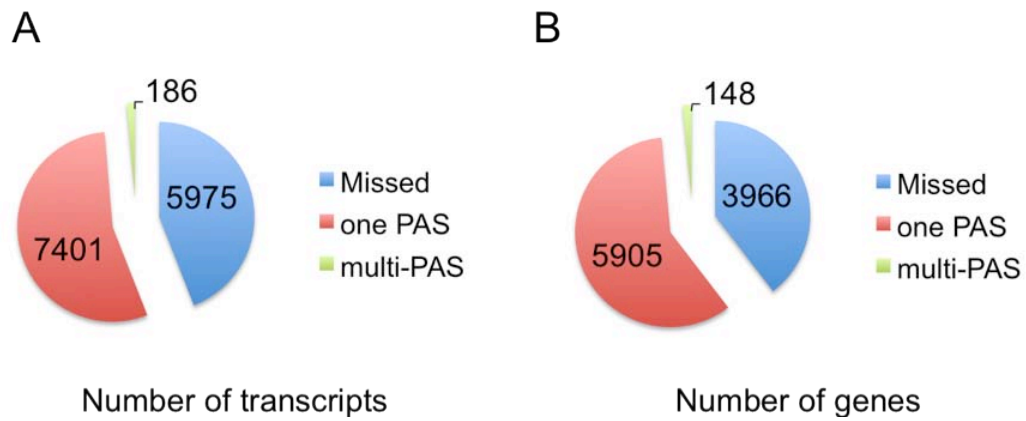 A
186
5975
7401
Missed
one PAS
multi-PAS
Number of transcripts
B
148
3966
5905
Missed
one PAS
multi-PAS
Number of genes